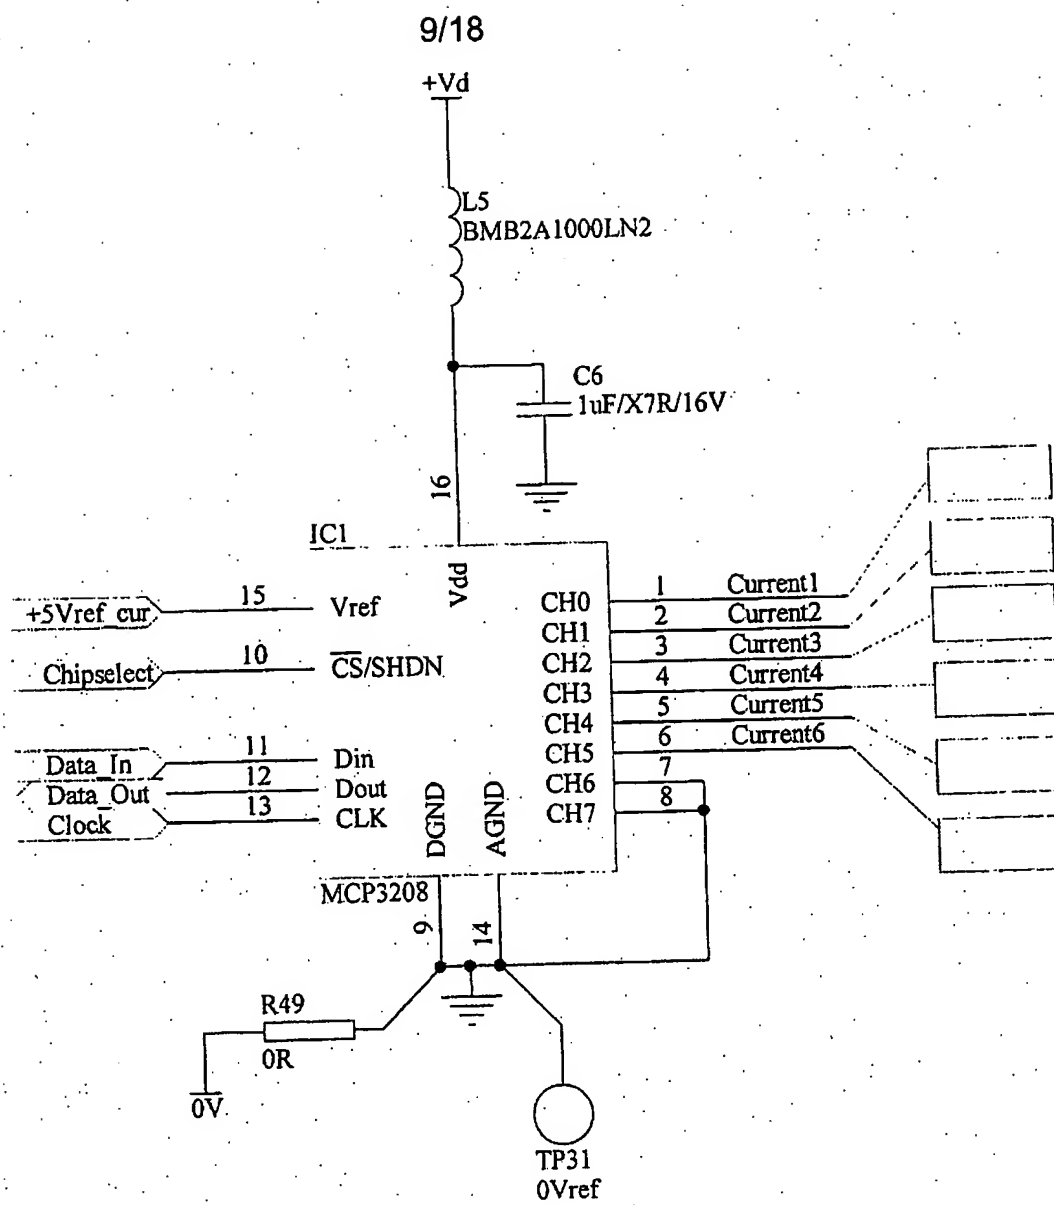 9/18
+Vd
L5
BMB2A1000LN2
C6
1uF/X7R/16V
16
IC1
Vdd
+5Vref_cur
15
Vref
Chipselect
10
CS/SHDN
Data_In
11
Din
Data_Out
12
Dout
Clock
13
CLK
DGND
AGND
CH0
1
Current1
CH1
2
Current2
CH2
3
Current3
CH3
4
Current4
CH4
5
Current5
CH5
6
Current6
CH6
7
CH7
8
MCP3208
9
14
R49
0R
0V
TP31
0Vref